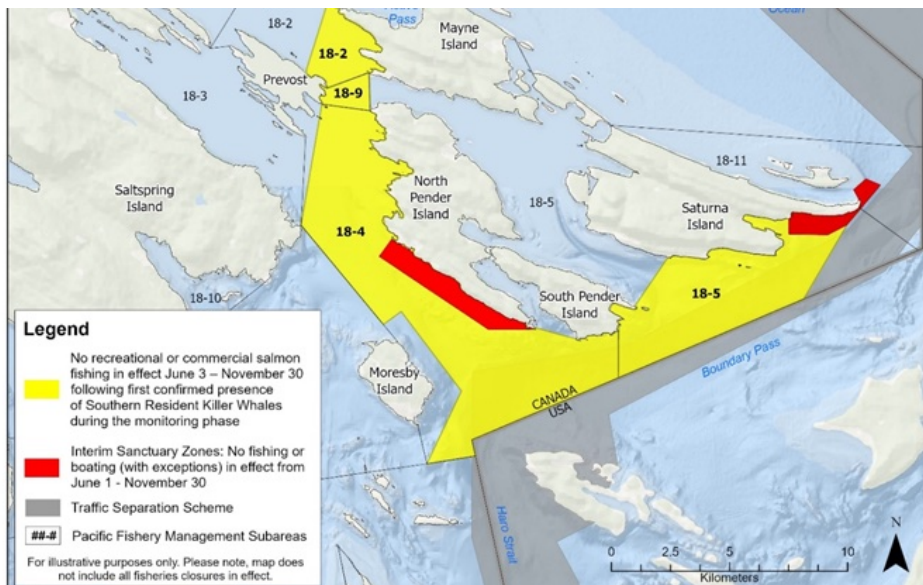 18-2
Active
Pass
Mayne
Island
Ocean
18-2
Prevost
18-9
18-3
18-11
North
Pender
Island
Saltspring
Island
18-5
Saturna
Island
18-4
18-10
South
Pender
Island
18-5
Moresby
Island
Boundary Pass
CANADA
USA
Haro Strait
Legend
No recreational or commercial salmon
fishing in effect June 3 – November 30
following first confirmed presence
of Southern Resident Killer Whales
during the monitoring phase
Interim Sanctuary Zones: No fishing or
boating (with exceptions) in effect from
June 1 - November 30
Traffic Separation Scheme
##-# Pacific Fishery Management Subareas
For illustrative purposes only. Please note, map does
not include all fisheries closures in effect.
N
0 2 4 6 8 10
Kilometers